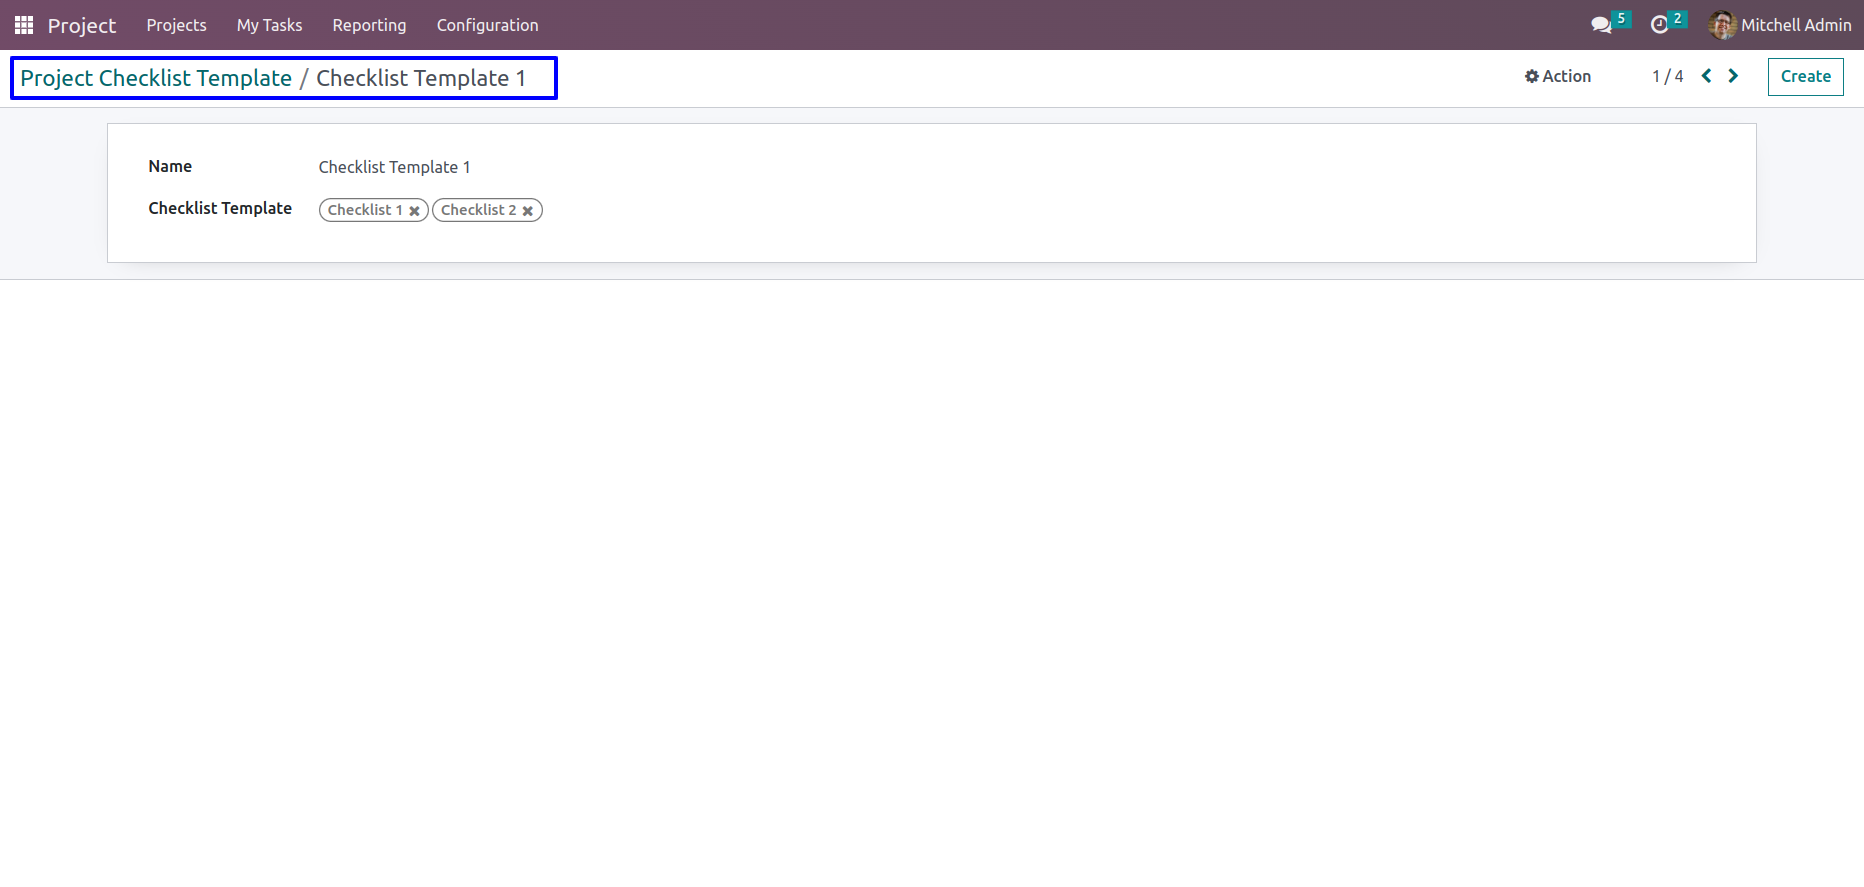 Project Projects My Tasks Reporting Configuration 5 2 Mitchell Admin
Project Checklist Template / Checklist Template 1 Action 1 / 4 Create
Name Checklist Template 1
Checklist Template Checklist 1 Checklist 2